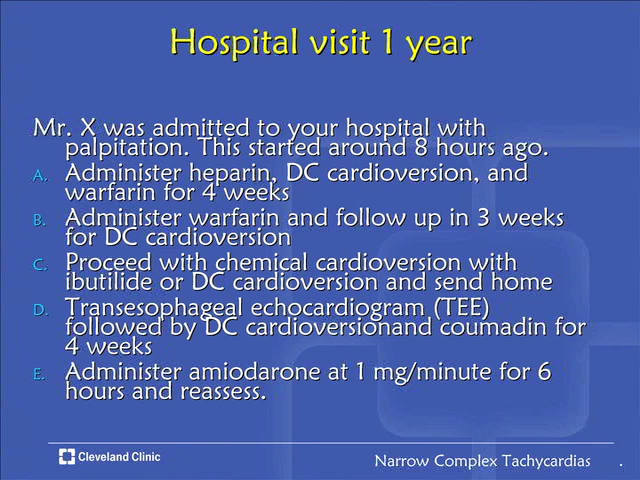 Hospital visit 1 year
Mr. X was admitted to your hospital with
palpitation. This started around 8 hours ago.
A. Administer heparin, DC cardioversion, and
warfarin for 4 weeks
B. Administer warfarin and follow up in 3 weeks
for DC cardioversion
C. Proceed with chemical cardioversion with
ibutilide or DC cardioversion and send home
D. Transesophageal echocardiogram (TEE)
followed by DC cardioversionand coumadin for
4 weeks
E. Administer amiodarone at 1 mg/minute for 6
hours and reassess.
Cleveland Clinic
Narrow Complex Tachycardias .